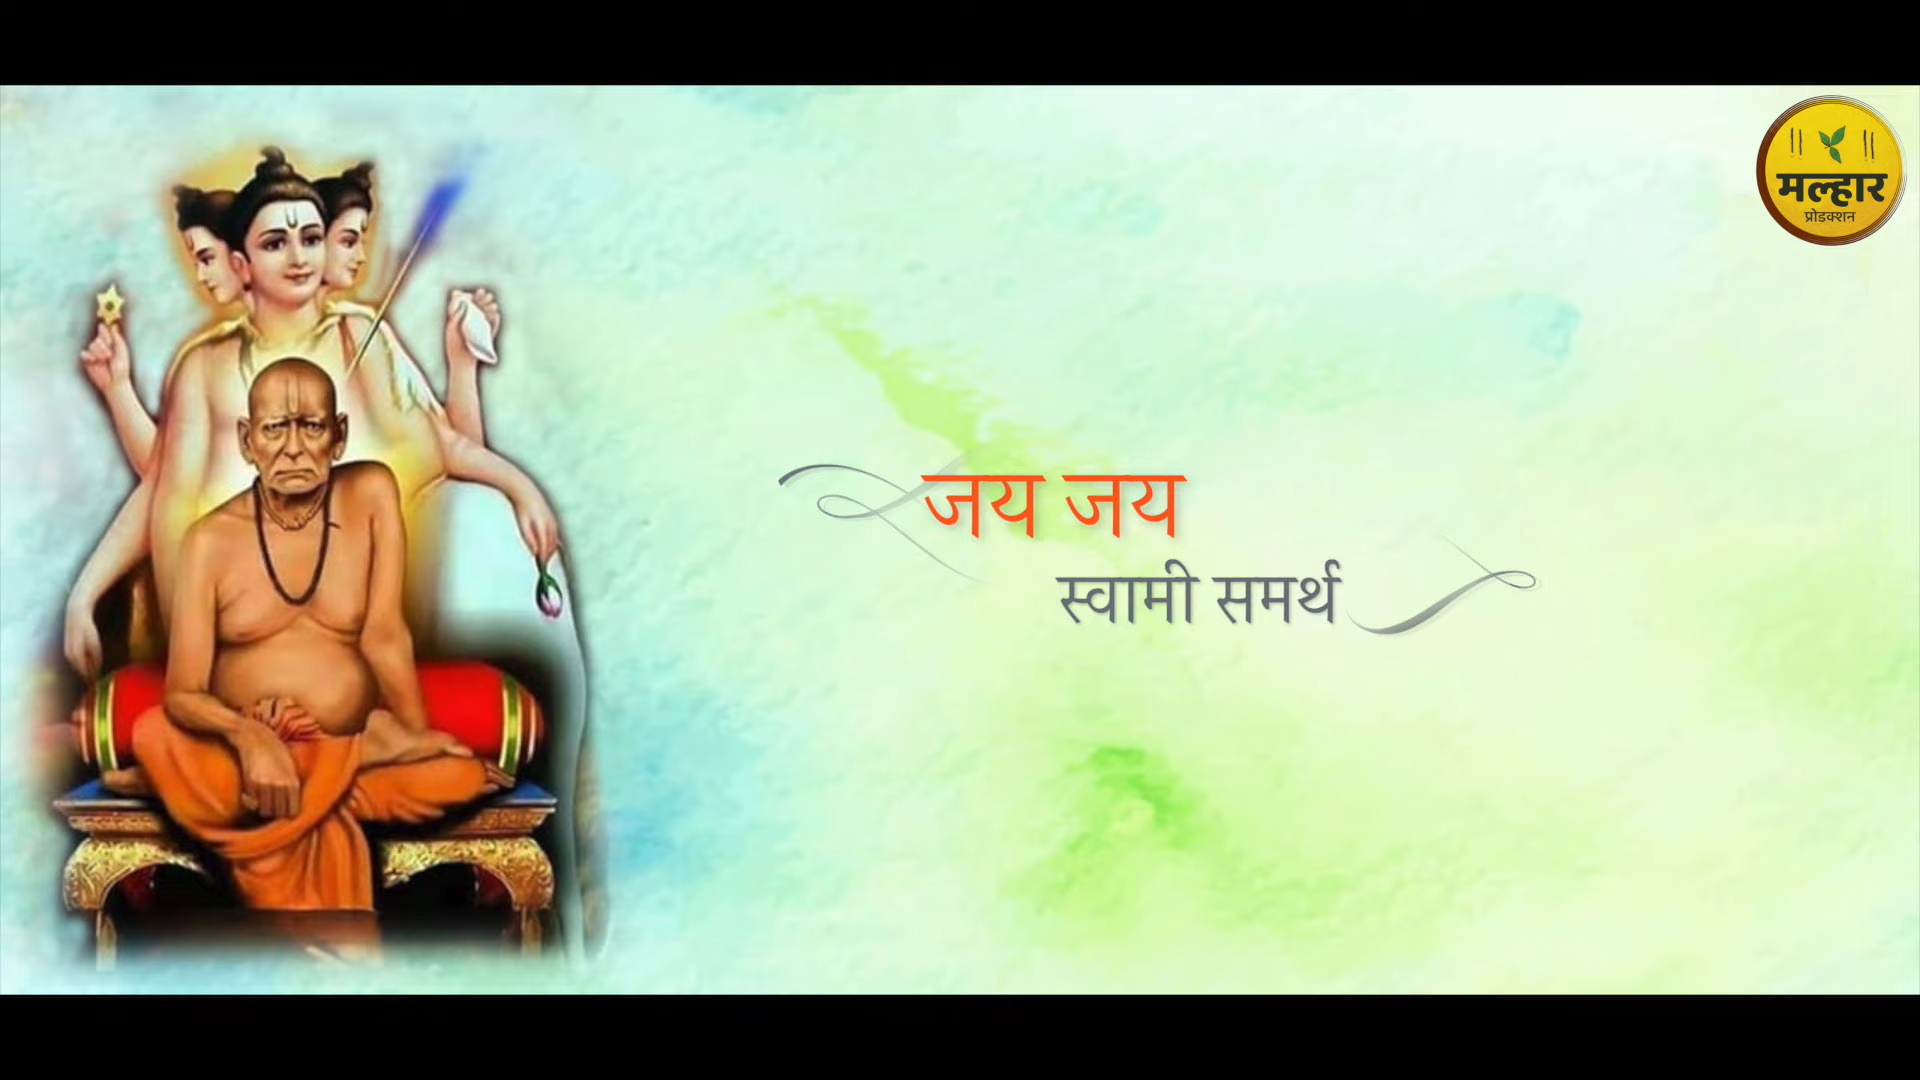 ॥ ॥
मल्हार
प्रोडक्शन
जय जय
स्वामी समर्थ